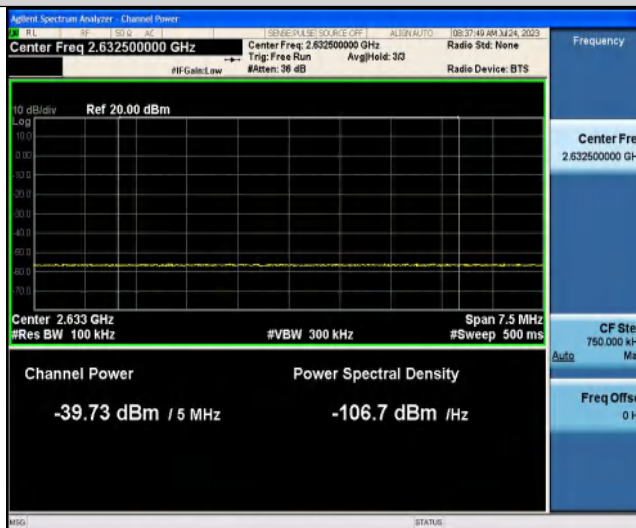 Agilent Spectrum Analyzer - Channel Power
RL RF 50 Ω AC SENSE:PULSE SOURCE OFF ALIGN AUTO 08:37:49 AM Jul 24, 2023
Center Freq 2.632500000 GHz
Center Freq: 2.632500000 GHz
Radio Std: None
Trig: Free Run Avg|Hold: 3/3
#IFGain:Low #Atten: 36 dB Radio Device: BTS
Frequency
10 dB/div Ref 20.00 dBm
Log
10.0
0.00
-10.0
-20.0
-30.0
-40.0
-50.0
-60.0
-70.0
Center Fre
2.632500000 GH
Center 2.633 GHz Span 7.5 MHz
#Res BW 100 kHz #VBW 300 kHz #Sweep 500 ms
CF Ste
750.000 kH
Auto Ma
Channel Power Power Spectral Density
-39.73 dBm / 5 MHz -106.7 dBm /Hz
Freq Offse
0 H
MSG STATUS